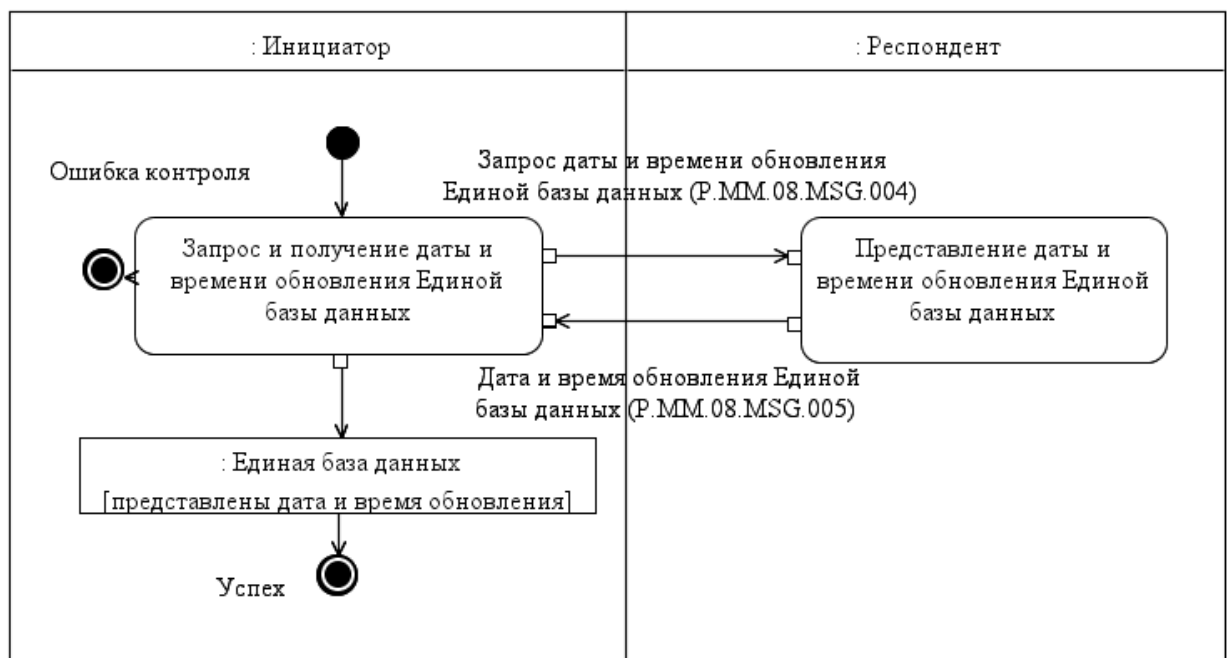 : Инициатор
: Респондент
Ошибка контроля
Запрос даты и времени обновления
Единой базы данных (P.MM.08.MSG.004)
Запрос и получение даты и
времени обновления Единой
базы данных
Представление даты и
времени обновления Единой
базы данных
Дата и время обновления Единой
базы данных (P.MM.08.MSG.005)
: Единая база данных
[представлены дата и время обновления]
Успех